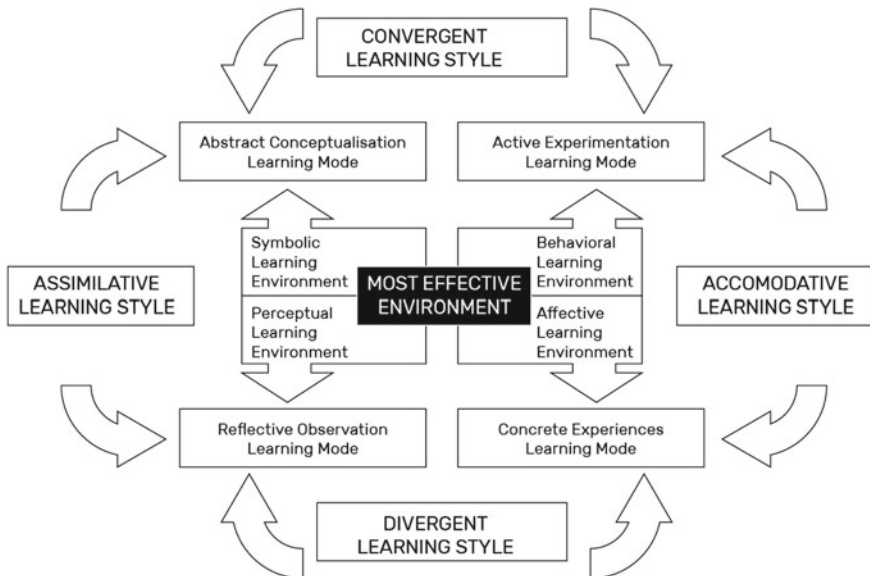 CONVERGENT
LEARNING STYLE
Abstract Conceptualisation
Learning Mode
Active Experimentation
Learning Mode
Symbolic
Learning
Environment
Behavioral
Learning
Environment
ASSIMILATIVE
LEARNING STYLE
MOST EFFECTIVE
ENVIRONMENT
ACCOMODATIVE
LEARNING STYLE
Perceptual
Learning
Environment
Affective
Learning
Environment
Reflective Observation
Learning Mode
Concrete Experiences
Learning Mode
DIVERGENT
LEARNING STYLE